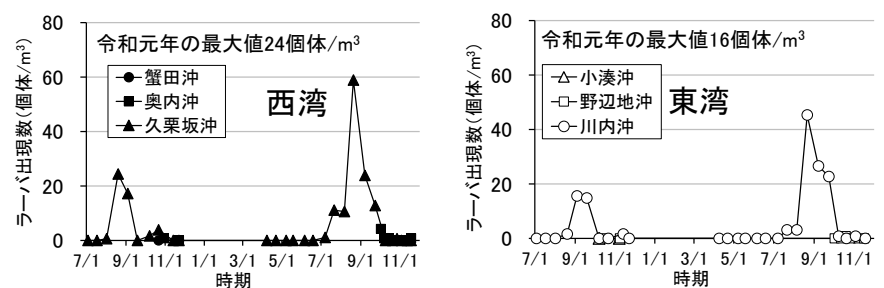 80
60
40
20
0
ラーバ出現数(個体/m³)
令和元年の最大値24個体/m³
蟹田沖
奥内沖
久栗坂沖
西湾
7/1 9/1 11/1 1/1 3/1 5/1 7/1 9/1 11/1
時期
80
60
40
20
0
ラーバ出現数(個体/m³)
令和元年の最大値16個体/m³
小湊沖
野辺地沖
川内沖
東湾
7/1 9/1 11/1 1/1 3/1 5/1 7/1 9/1 11/1
時期